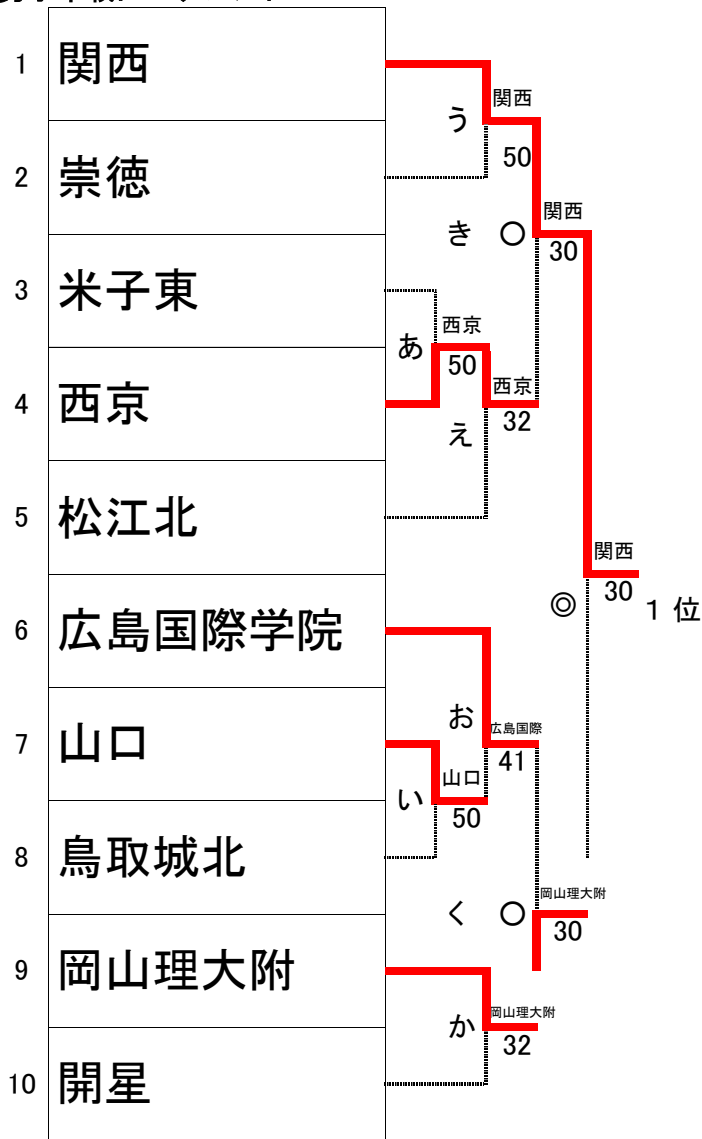 1 関西
2 崇徳
3 米子東
4 西京
5 松江北
6 広島国際学院
7 山口
8 鳥取城北
9 岡山理大附
10 開星
う
関西
50
き ○
関西
30
あ
西京
50
西京
32
え
関西
◎
30
1 位
お
広島国際
41
い
山口
50
く ○
岡山理大附
30
か
岡山理大附
32